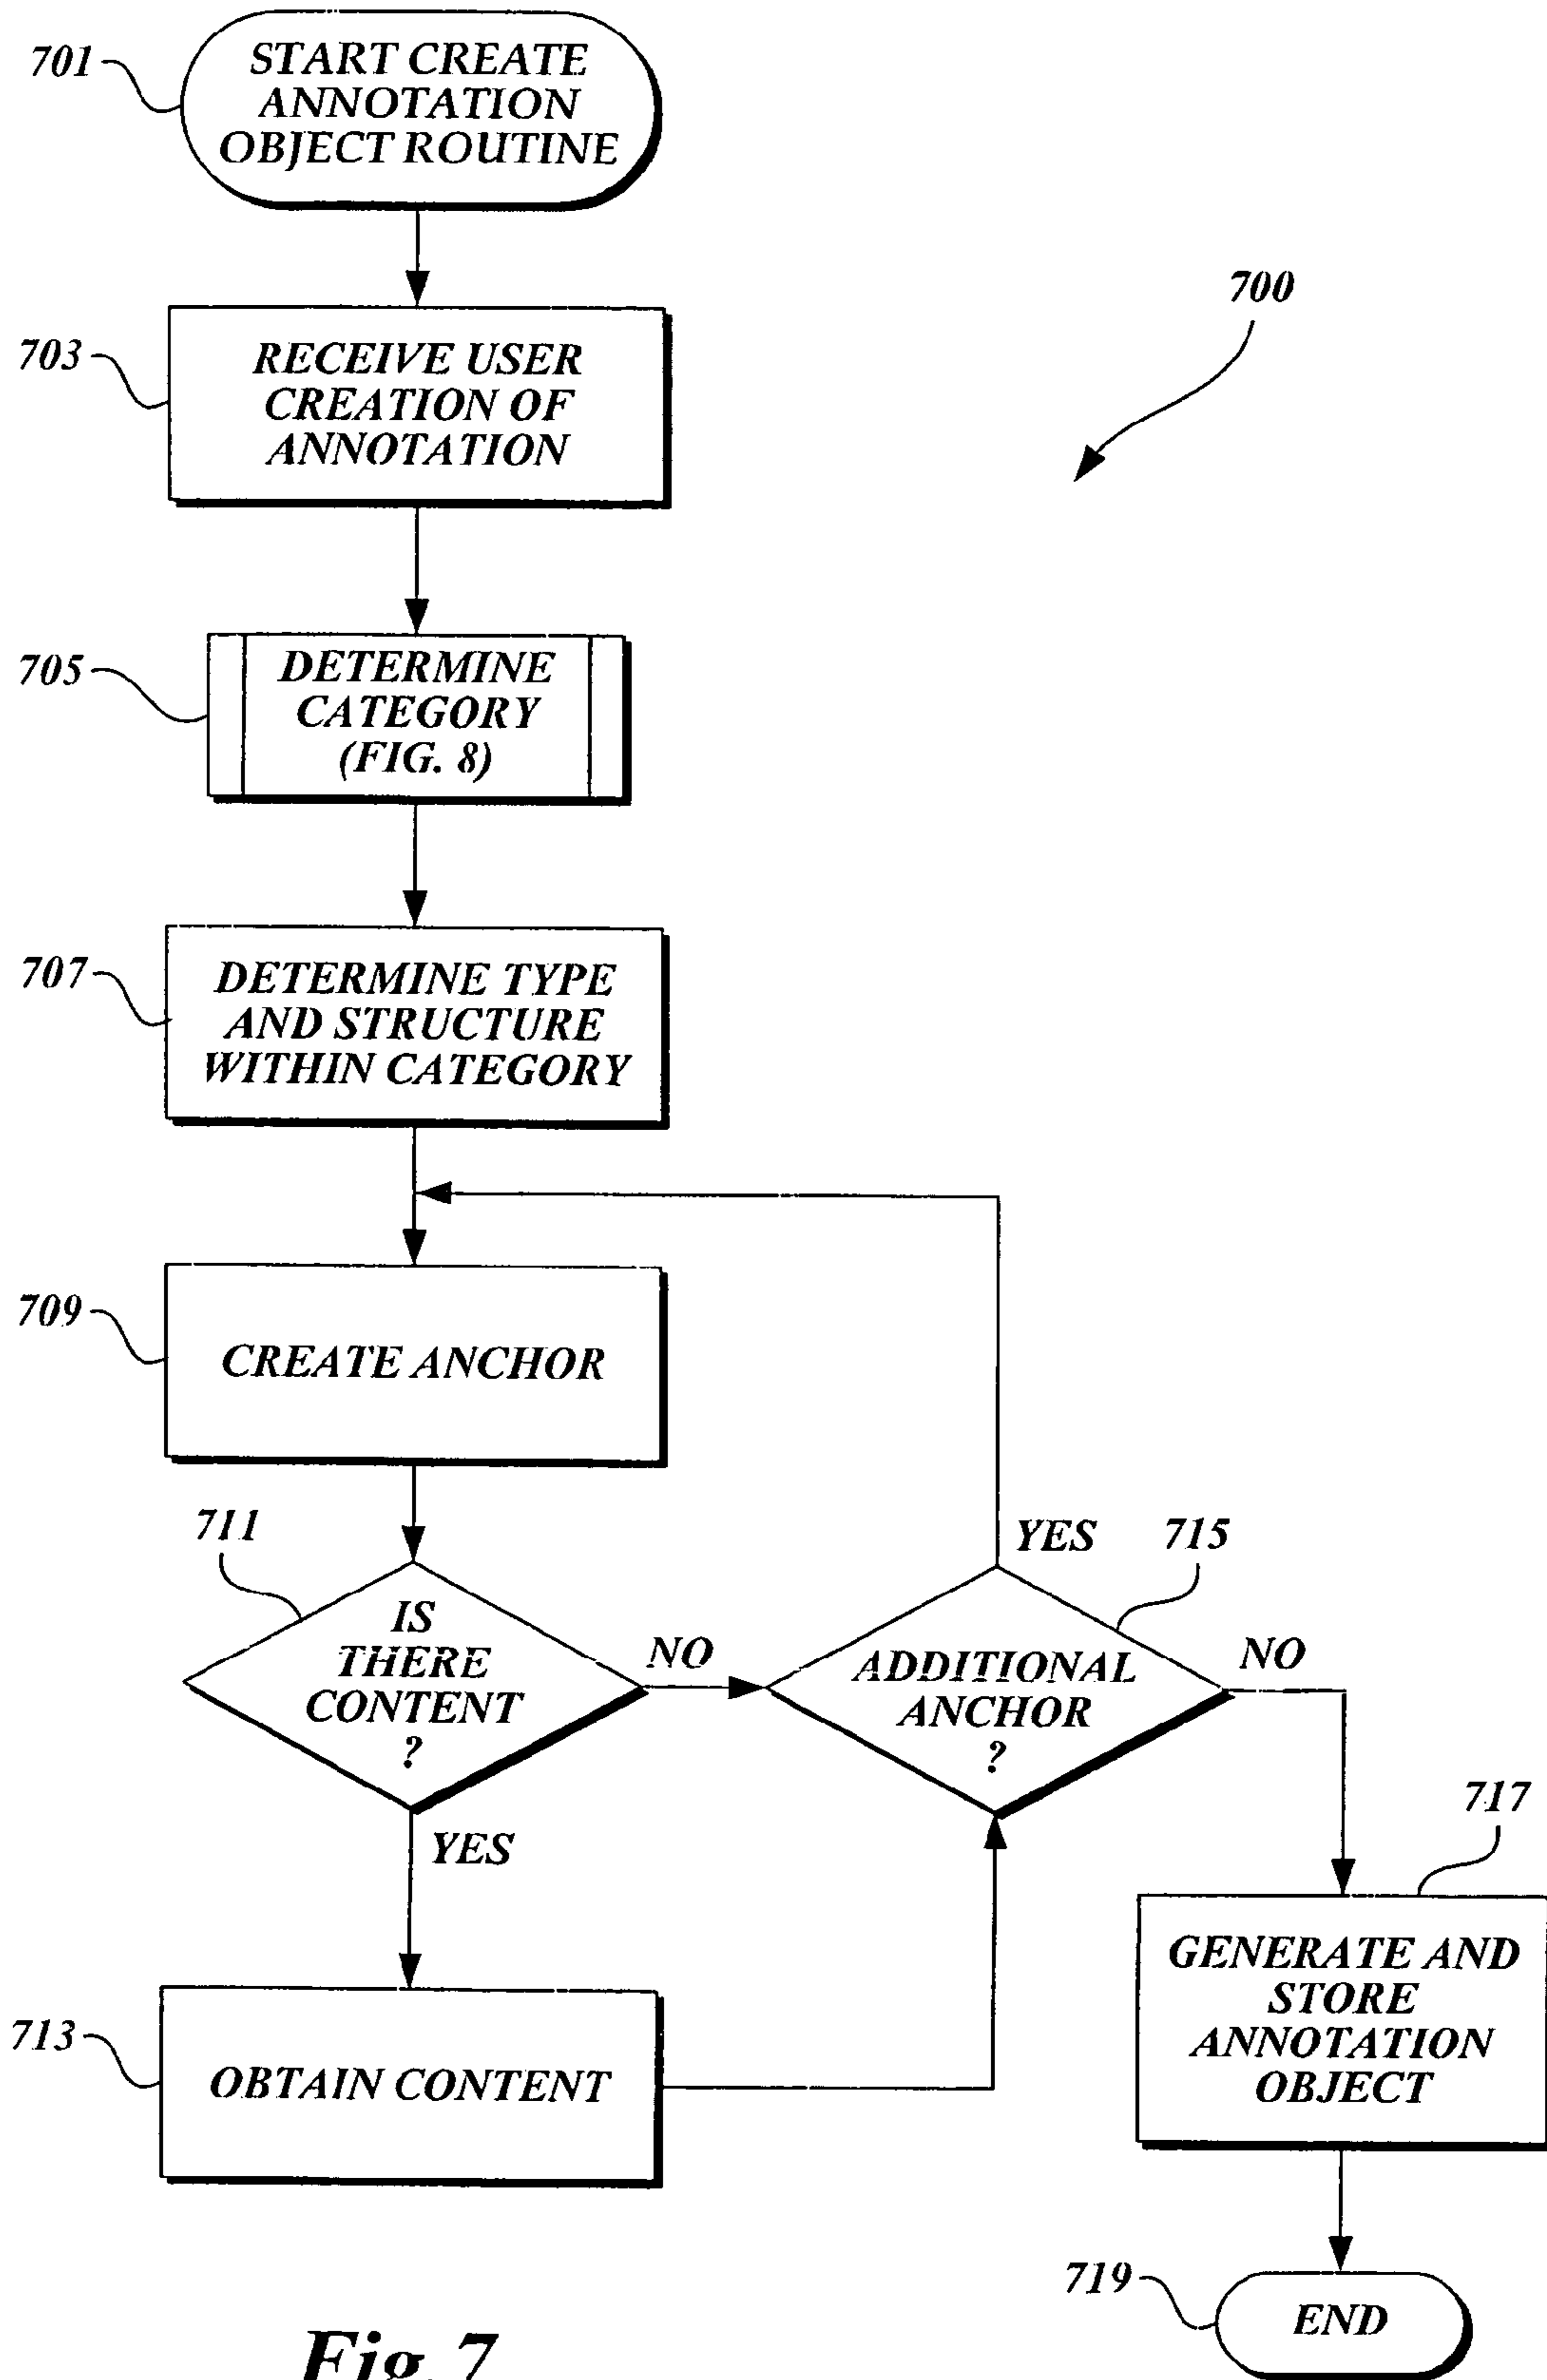 701
START CREATE
ANNOTATION
OBJECT ROUTINE
700
703
RECEIVE USER
CREATION OF
ANNOTATION
705
DETERMINE
CATEGORY
(FIG. 8)
707
DETERMINE TYPE
AND STRUCTURE
WITHIN CATEGORY
709
CREATE ANCHOR
711
IS
THERE
CONTENT
?
NO
YES
715
ADDITIONAL
ANCHOR
?
YES
NO
713
OBTAIN CONTENT
717
GENERATE AND
STORE
ANNOTATION
OBJECT
719
END
Fig. 7